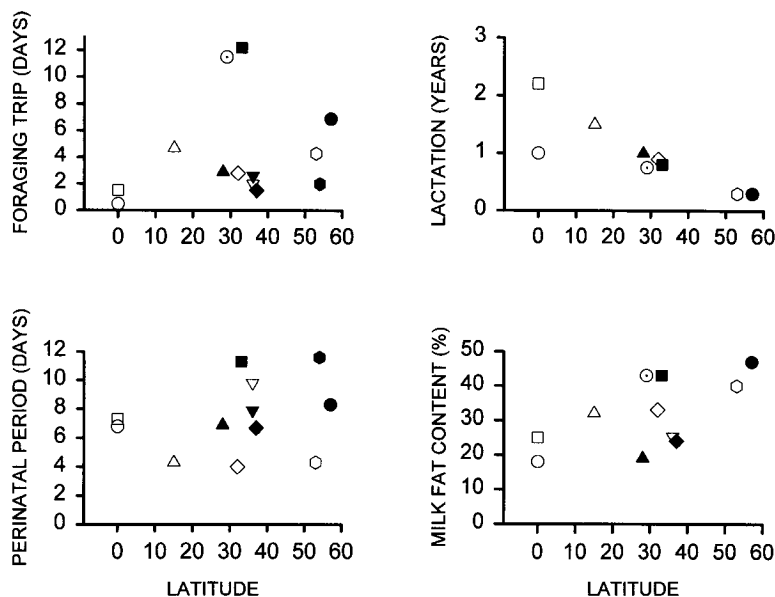 FORAGING TRIP (DAYS)
12
10
8
6
4
2
0
0 10 20 30 40 50 60
LACTATION (YEARS)
3
2
1
0
0 10 20 30 40 50 60
PERINATAL PERIOD (DAYS)
12
10
8
6
4
2
0
0 10 20 30 40 50 60
LATITUDE
MILK FAT CONTENT (%)
50
40
30
20
10
0
0 10 20 30 40 50 60
LATITUDE